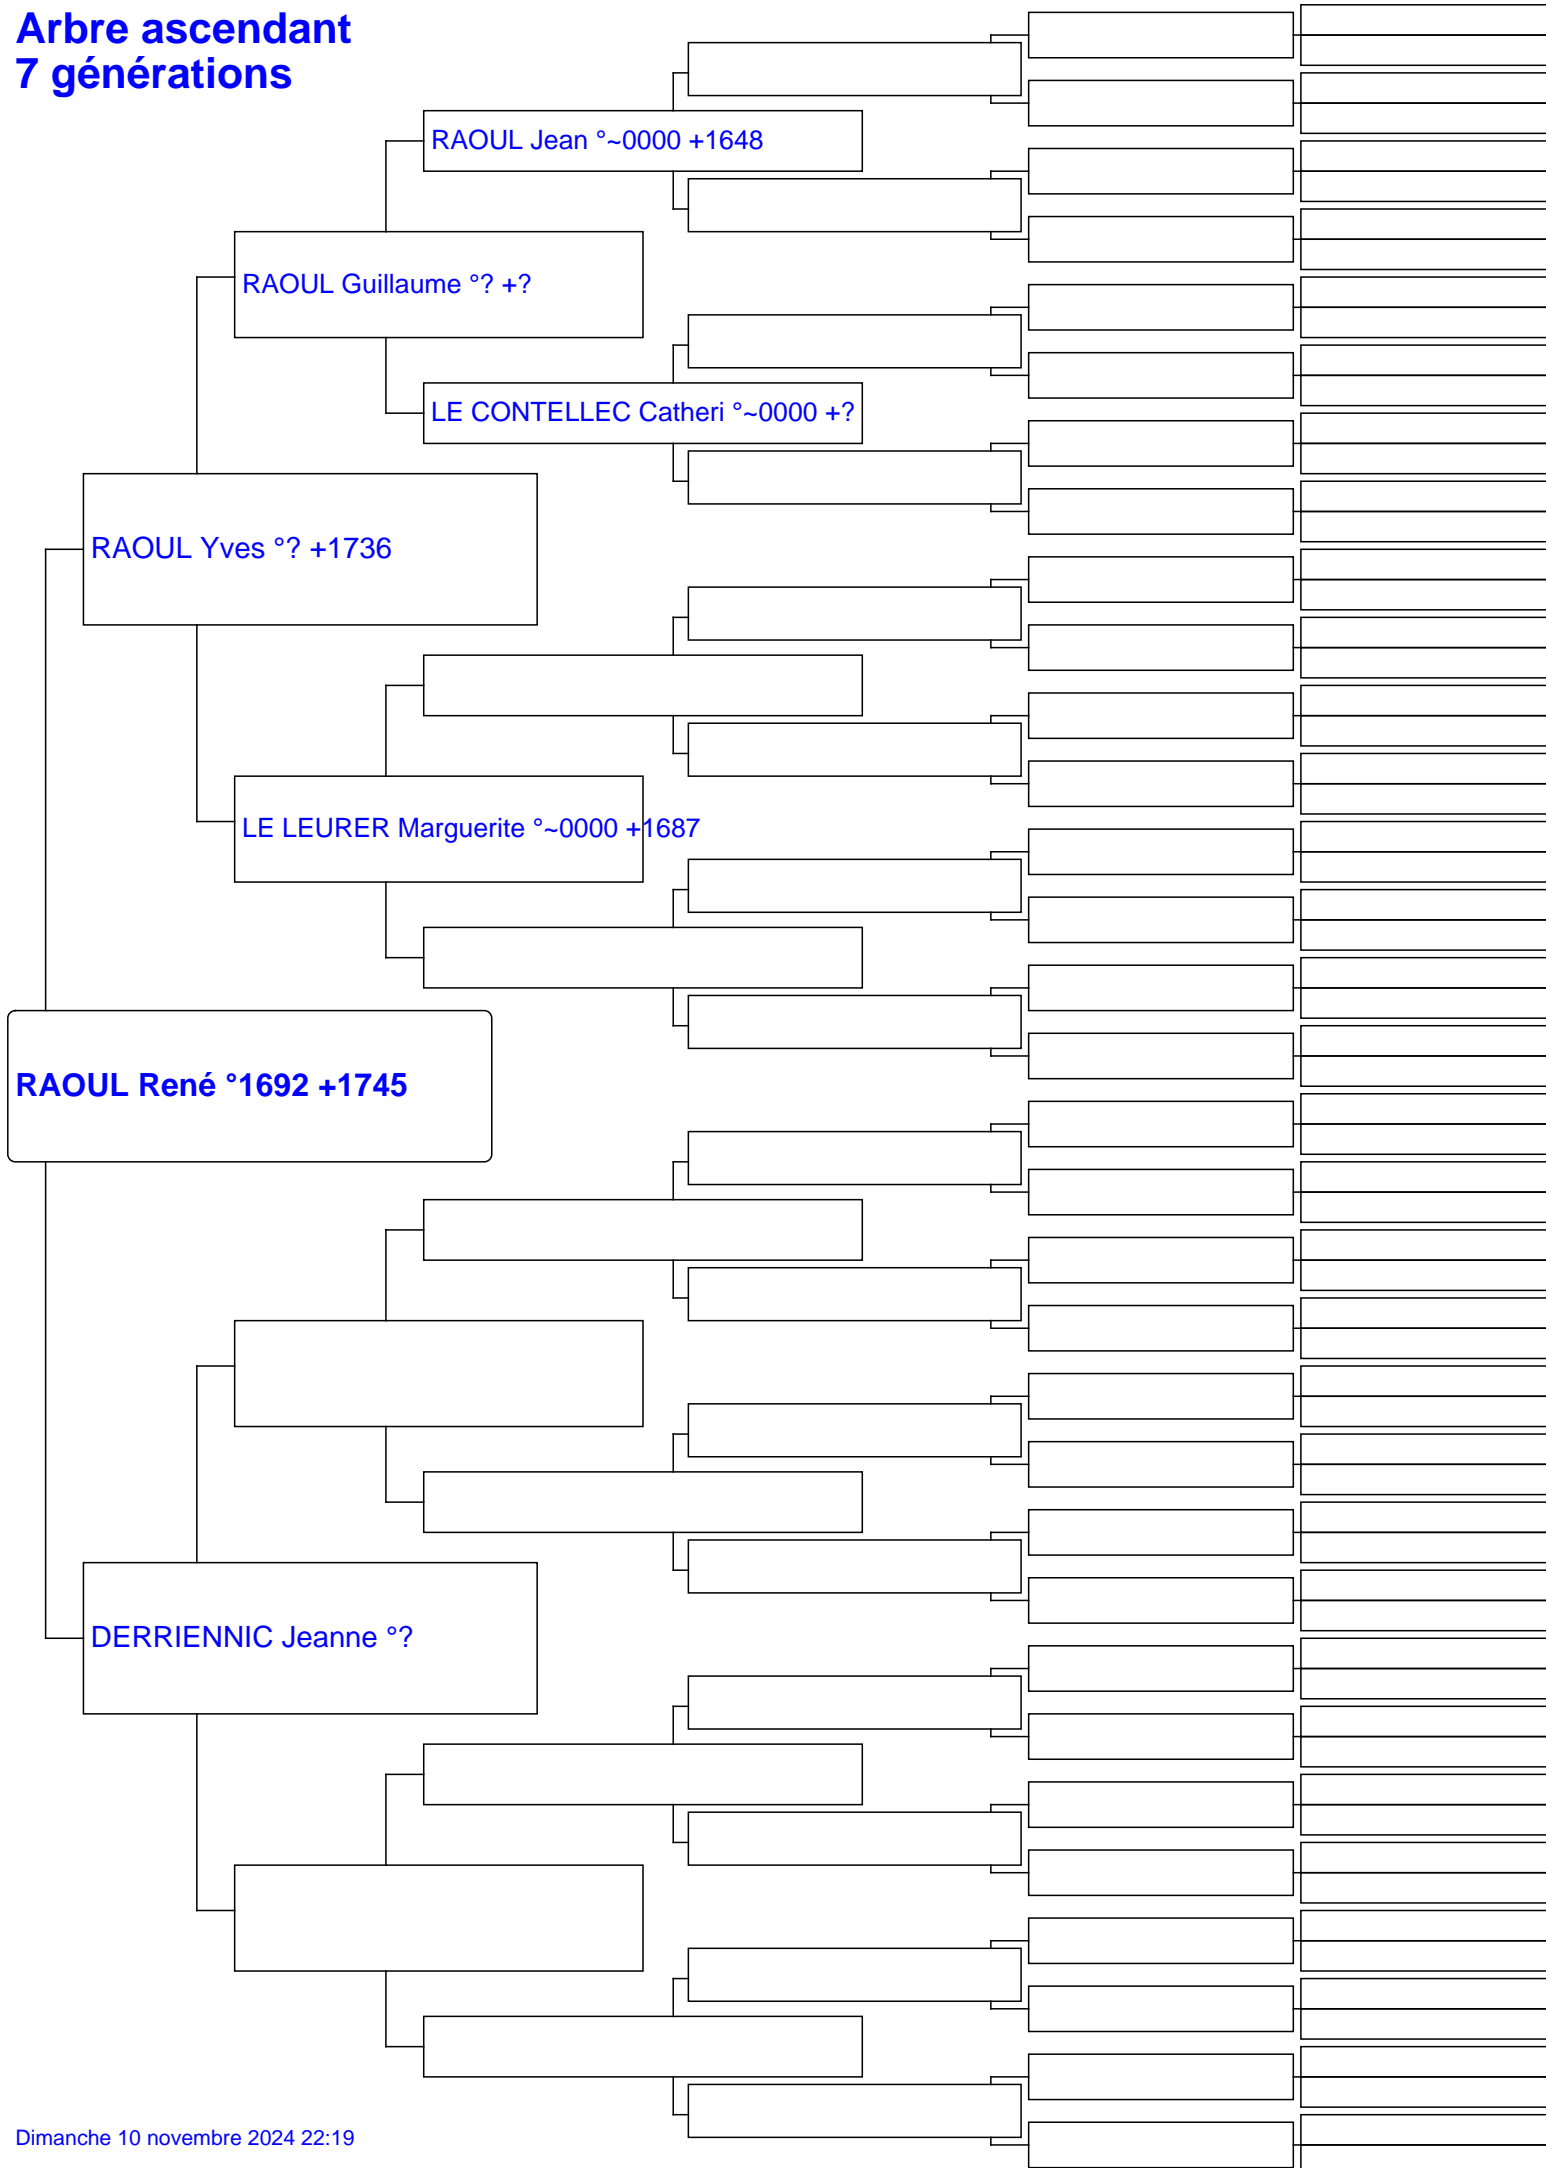 Arbre ascendant
7 générations
RAOUL Jean °~0000 +1648
RAOUL Guillaume °? +?
LE CONTELLEC Catheri °~0000 +?
RAOUL Yves °? +1736
LE LEURER Marguerite °~0000 +1687
RAOUL René °1692 +1745
DERRIENNIC Jeanne °?
Dimanche 10 novembre 2024 22:19